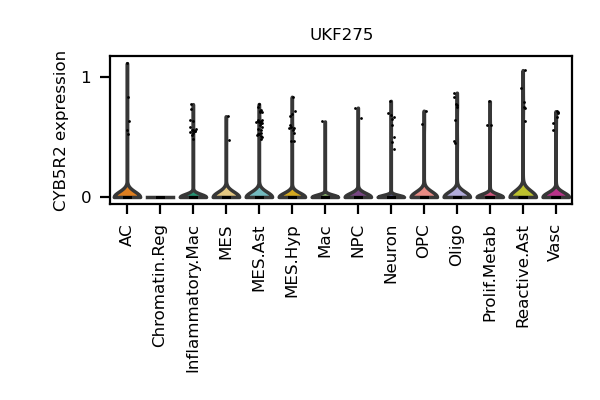 UKF275
CYB5R2 expression
1
0
AC
Chromatin.Reg
Inflammatory.Mac
MES
MES.Ast
MES.Hyp
Mac
NPC
Neuron
OPC
Oligo
Prolif.Metab
Reactive.Ast
Vasc